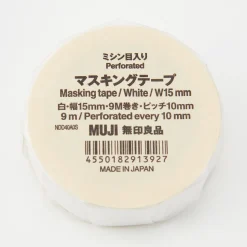 ミシン目入り
Perforated
マスキングテープ
Masking tape / White / W15 mm
白・幅15mm・9M巻き・ピッチ10mm
9 m / Perforated every 10 mm
MUJI 無印良品
4550182913927
MADE IN JAPAN